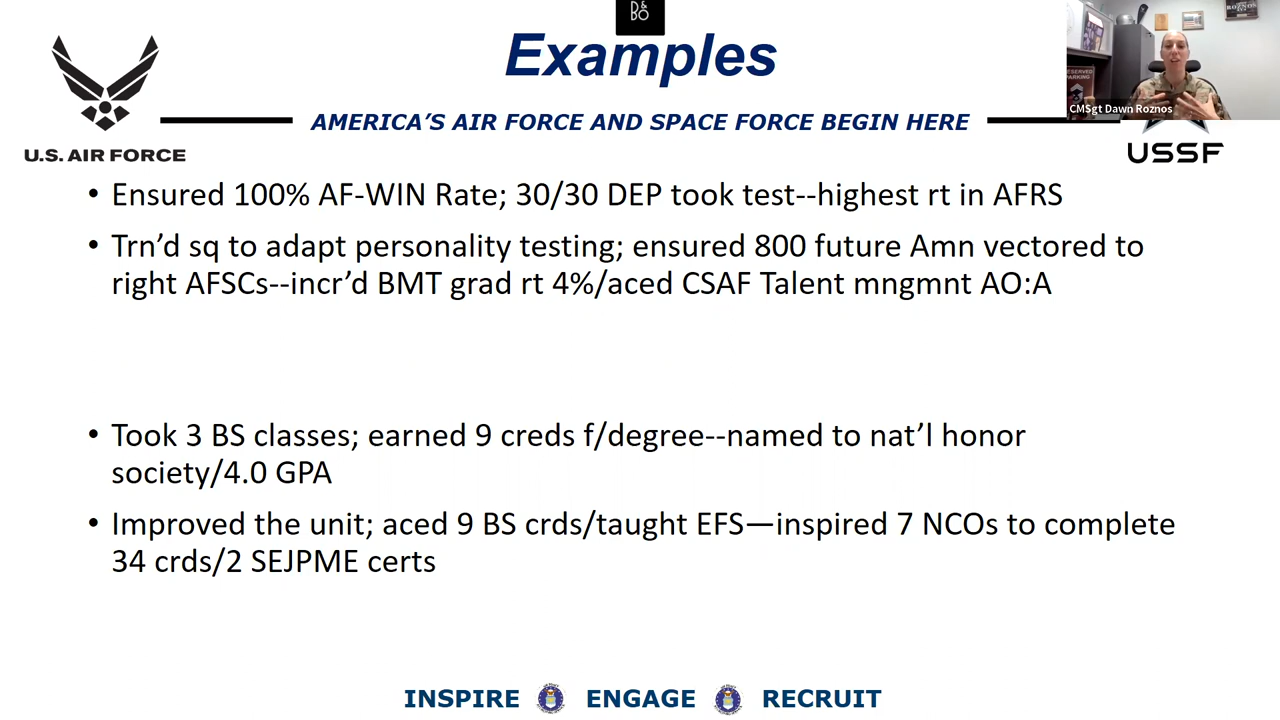 D&
BO
Examples
ROZNOS
RESERVED
PARKING
CMSgt Dawn Roznos
AMERICA'S AIR FORCE AND SPACE FORCE BEGIN HERE
U.S. AIR FORCE
USSF
• Ensured 100% AF-WIN Rate; 30/30 DEP took test--highest rt in AFRS
• Trn'd sq to adapt personality testing; ensured 800 future Amn vectored to
right AFSCs--incr'd BMT grad rt 4%/aced CSAF Talent mngmnt AO:A
• Took 3 BS classes; earned 9 creds f/degree--named to nat'l honor
society/4.0 GPA
• Improved the unit; aced 9 BS crds/taught EFS—inspired 7 NCOs to complete
34 crds/2 SEJPME certs
INSPIRE ENGAGE RECRUIT